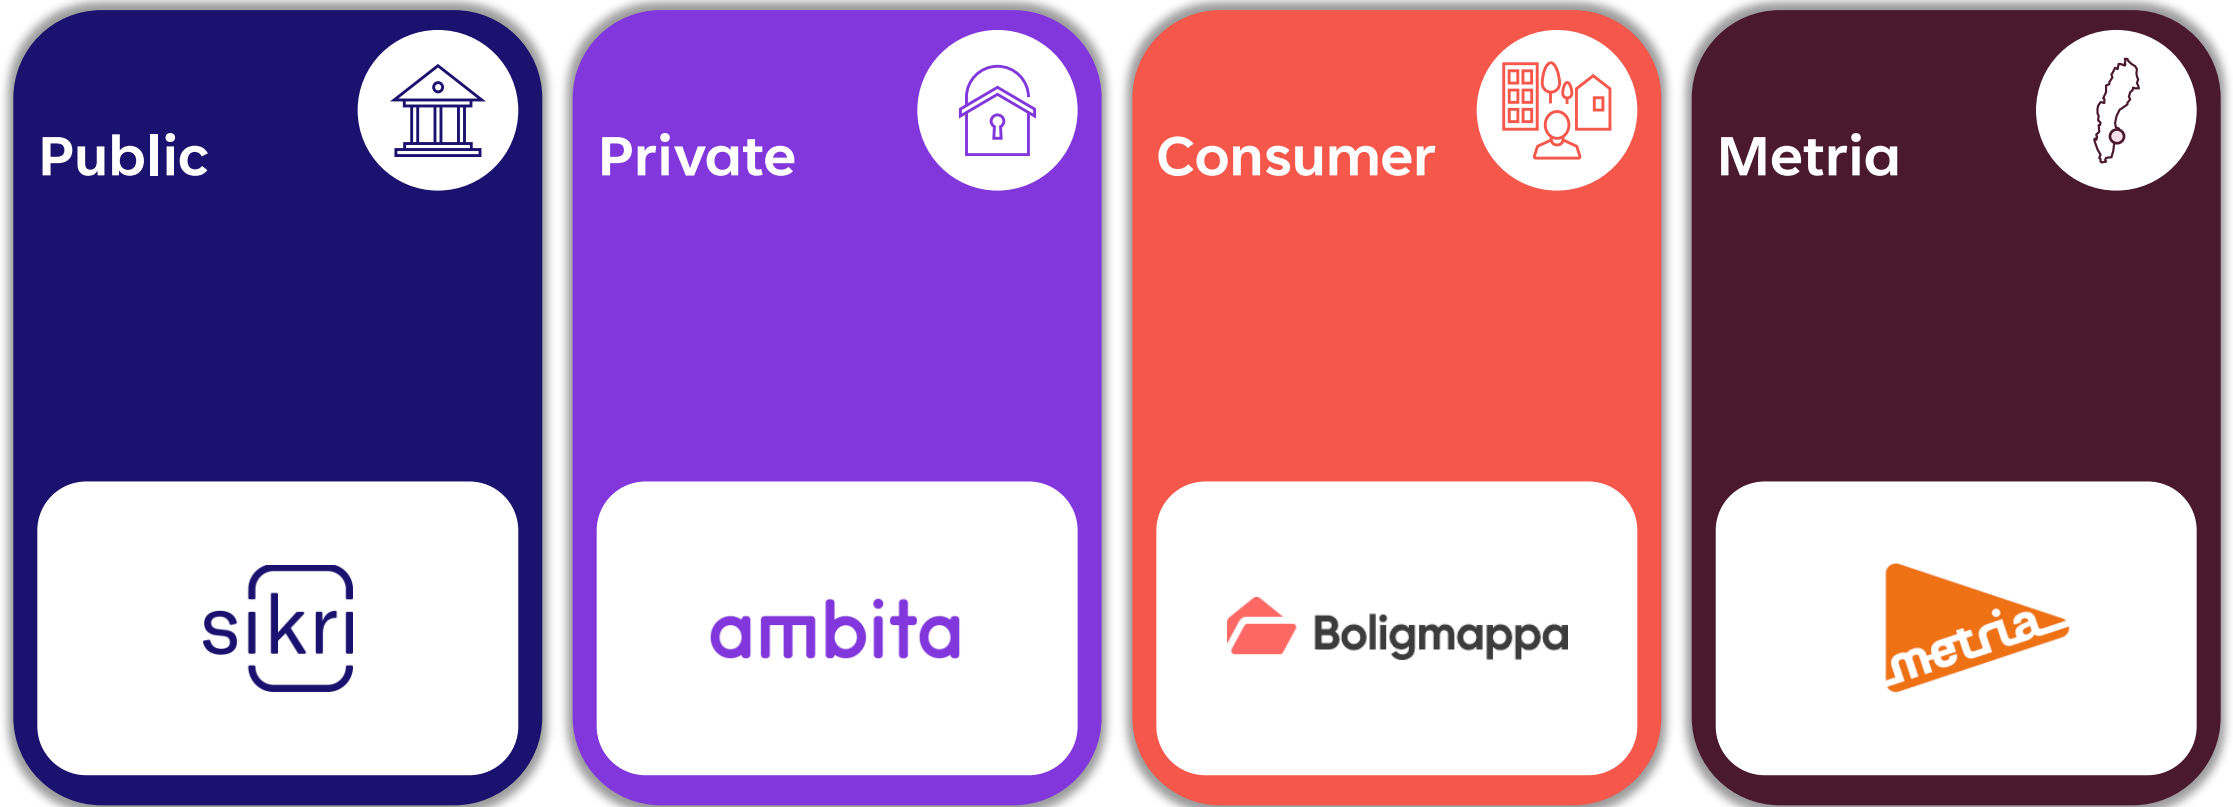 Public
Private
Consumer
Metria
sikri
ambita
Boligmappa
metria